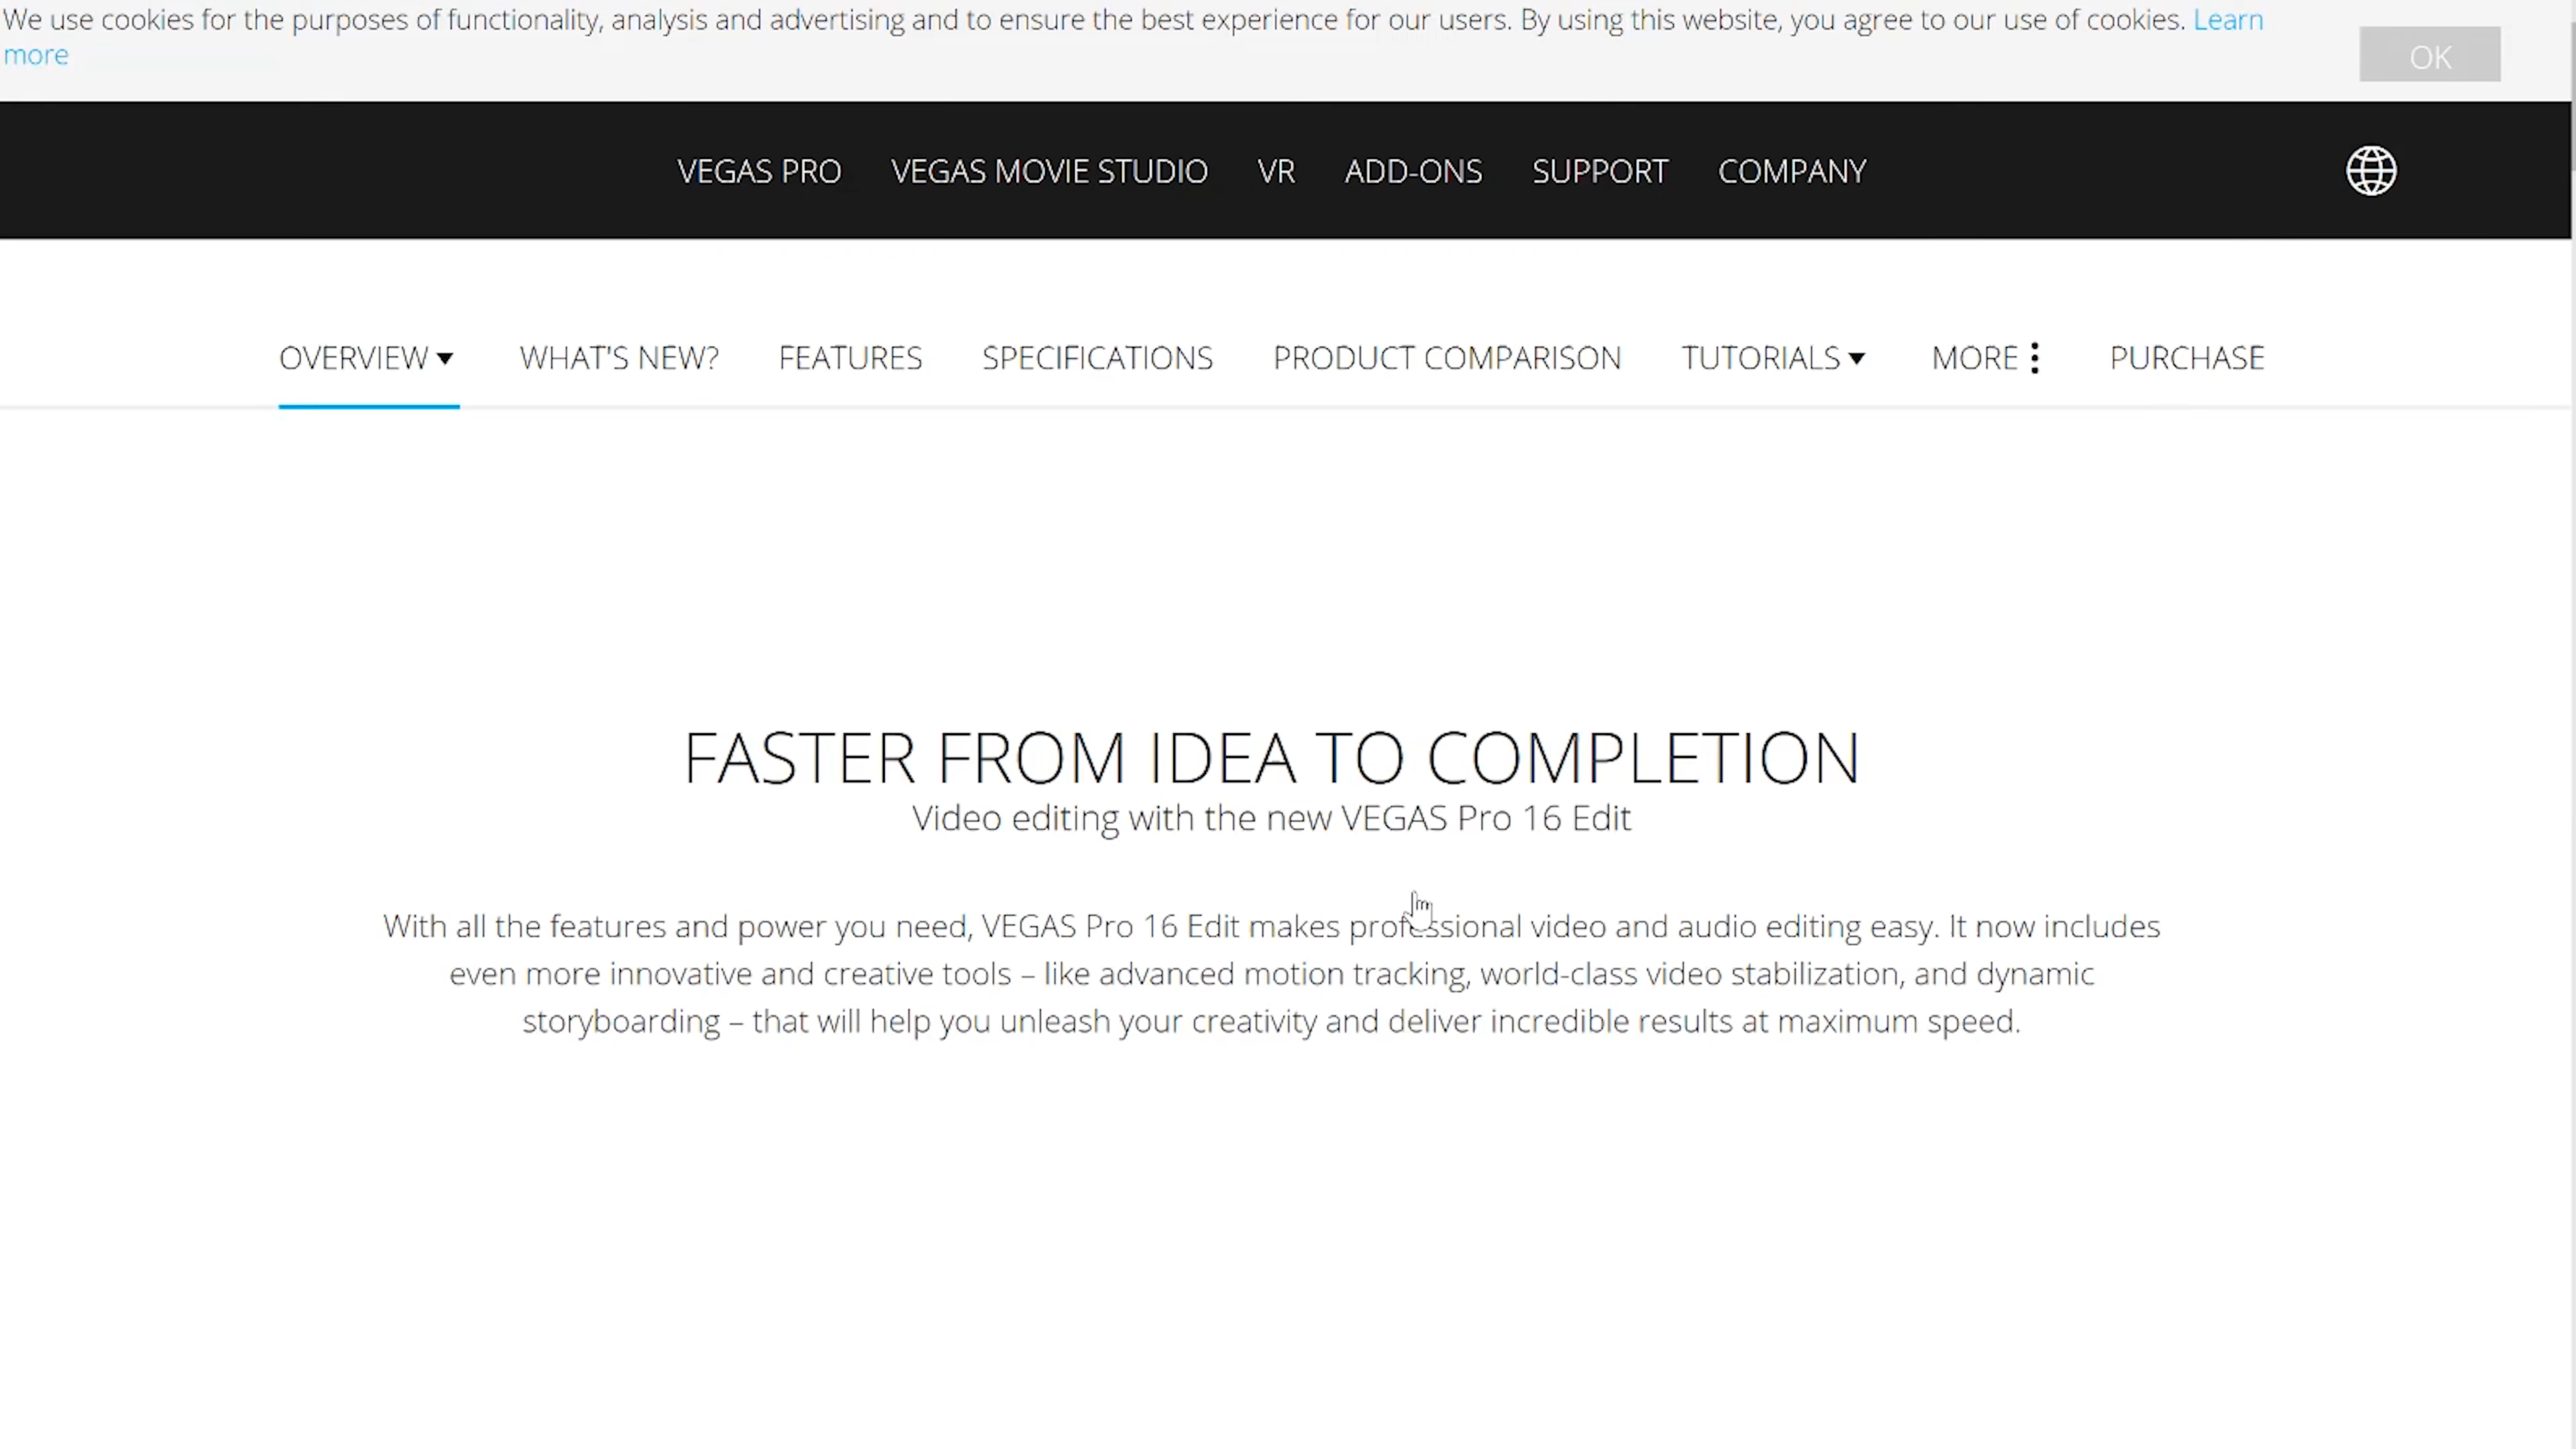 We use cookies for the purposes of functionality, analysis and advertising and to ensure the best experience for our users. By using this website, you agree to our use of cookies. Learn
more
OK
VEGAS PRO VEGAS MOVIE STUDIO VR ADD-ONS SUPPORT COMPANY
OVERVIEW WHAT'S NEW? FEATURES SPECIFICATIONS PRODUCT COMPARISON TUTORIALS MORE PURCHASE
FASTER FROM IDEA TO COMPLETION
Video editing with the new VEGAS Pro 16 Edit
With all the features and power you need, VEGAS Pro 16 Edit makes professional video and audio editing easy. It now includes
even more innovative and creative tools – like advanced motion tracking, world-class video stabilization, and dynamic
storyboarding – that will help you unleash your creativity and deliver incredible results at maximum speed.